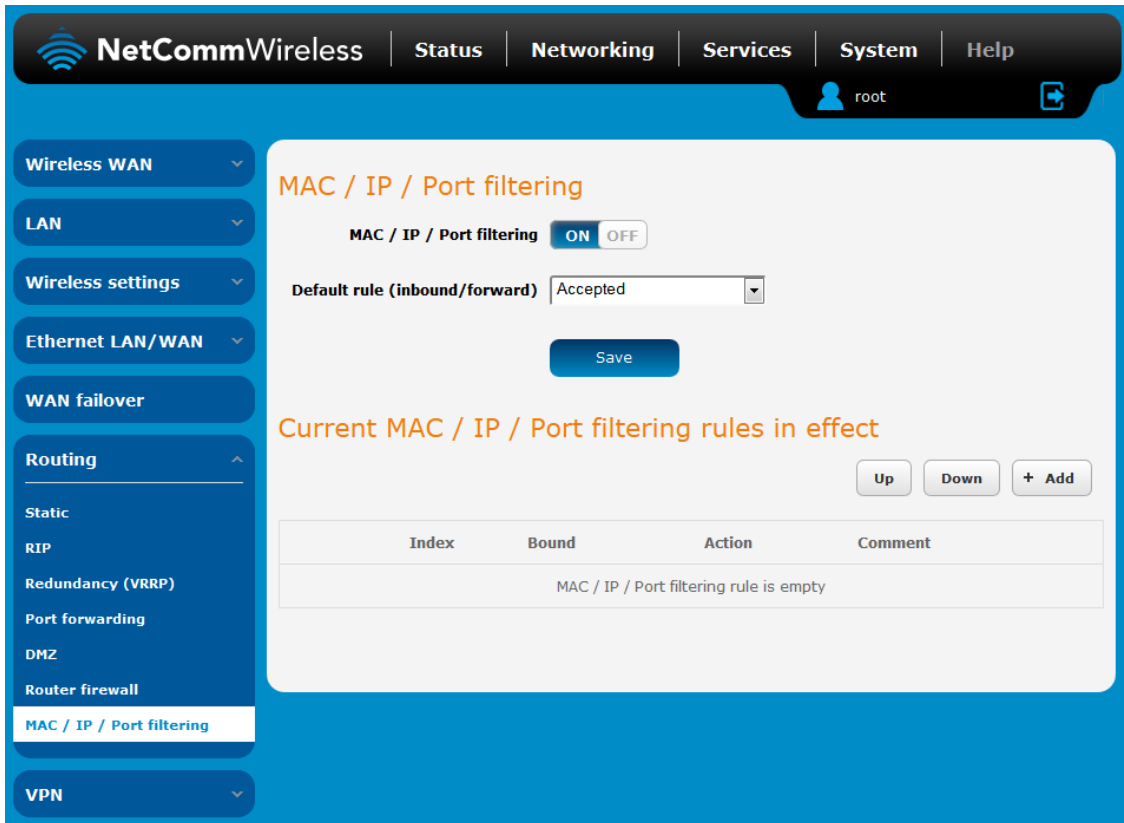 NetCommWireless Status Networking Services System Help
root
Wireless WAN
LAN
Wireless settings
Ethernet LAN/WAN
WAN failover
Routing
Static
RIP
Redundancy (VRRP)
Port forwarding
DMZ
Router firewall
MAC / IP / Port filtering
VPN
MAC / IP / Port filtering
MAC / IP / Port filtering ON OFF
Default rule (inbound/forward) Accepted
Save
Current MAC / IP / Port filtering rules in effect
Up Down + Add
Index Bound Action Comment
MAC / IP / Port filtering rule is empty